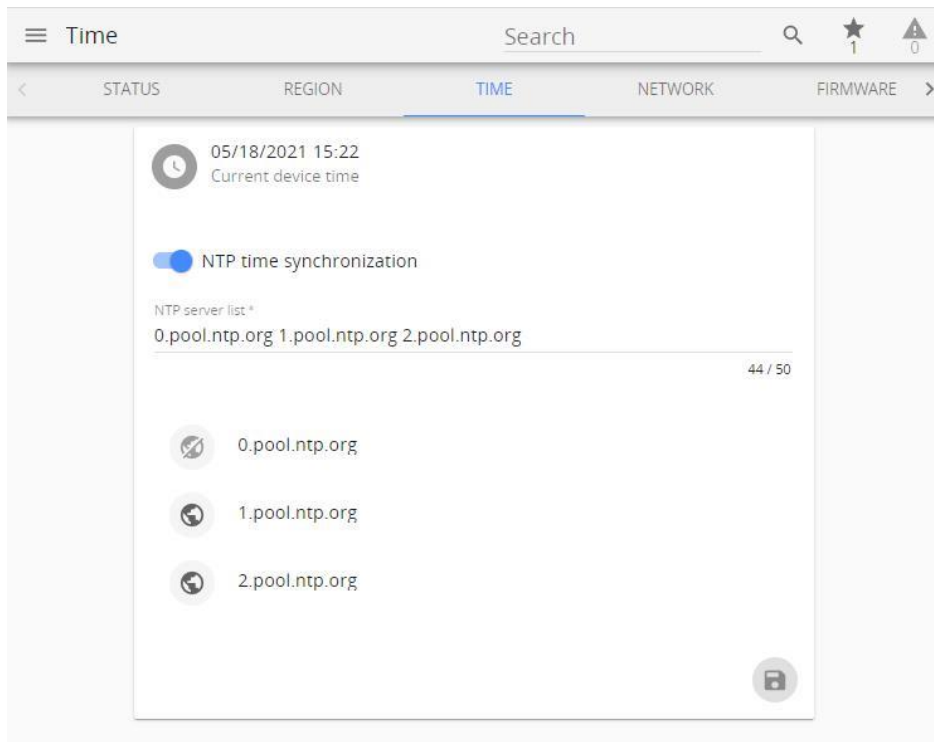 Time Search 1 0
STATUS REGION TIME NETWORK FIRMWARE
05/18/2021 15:22
Current device time
NTP time synchronization
NTP server list *
0.pool.ntp.org 1.pool.ntp.org 2.pool.ntp.org
44 / 50
0.pool.ntp.org
1.pool.ntp.org
2.pool.ntp.org